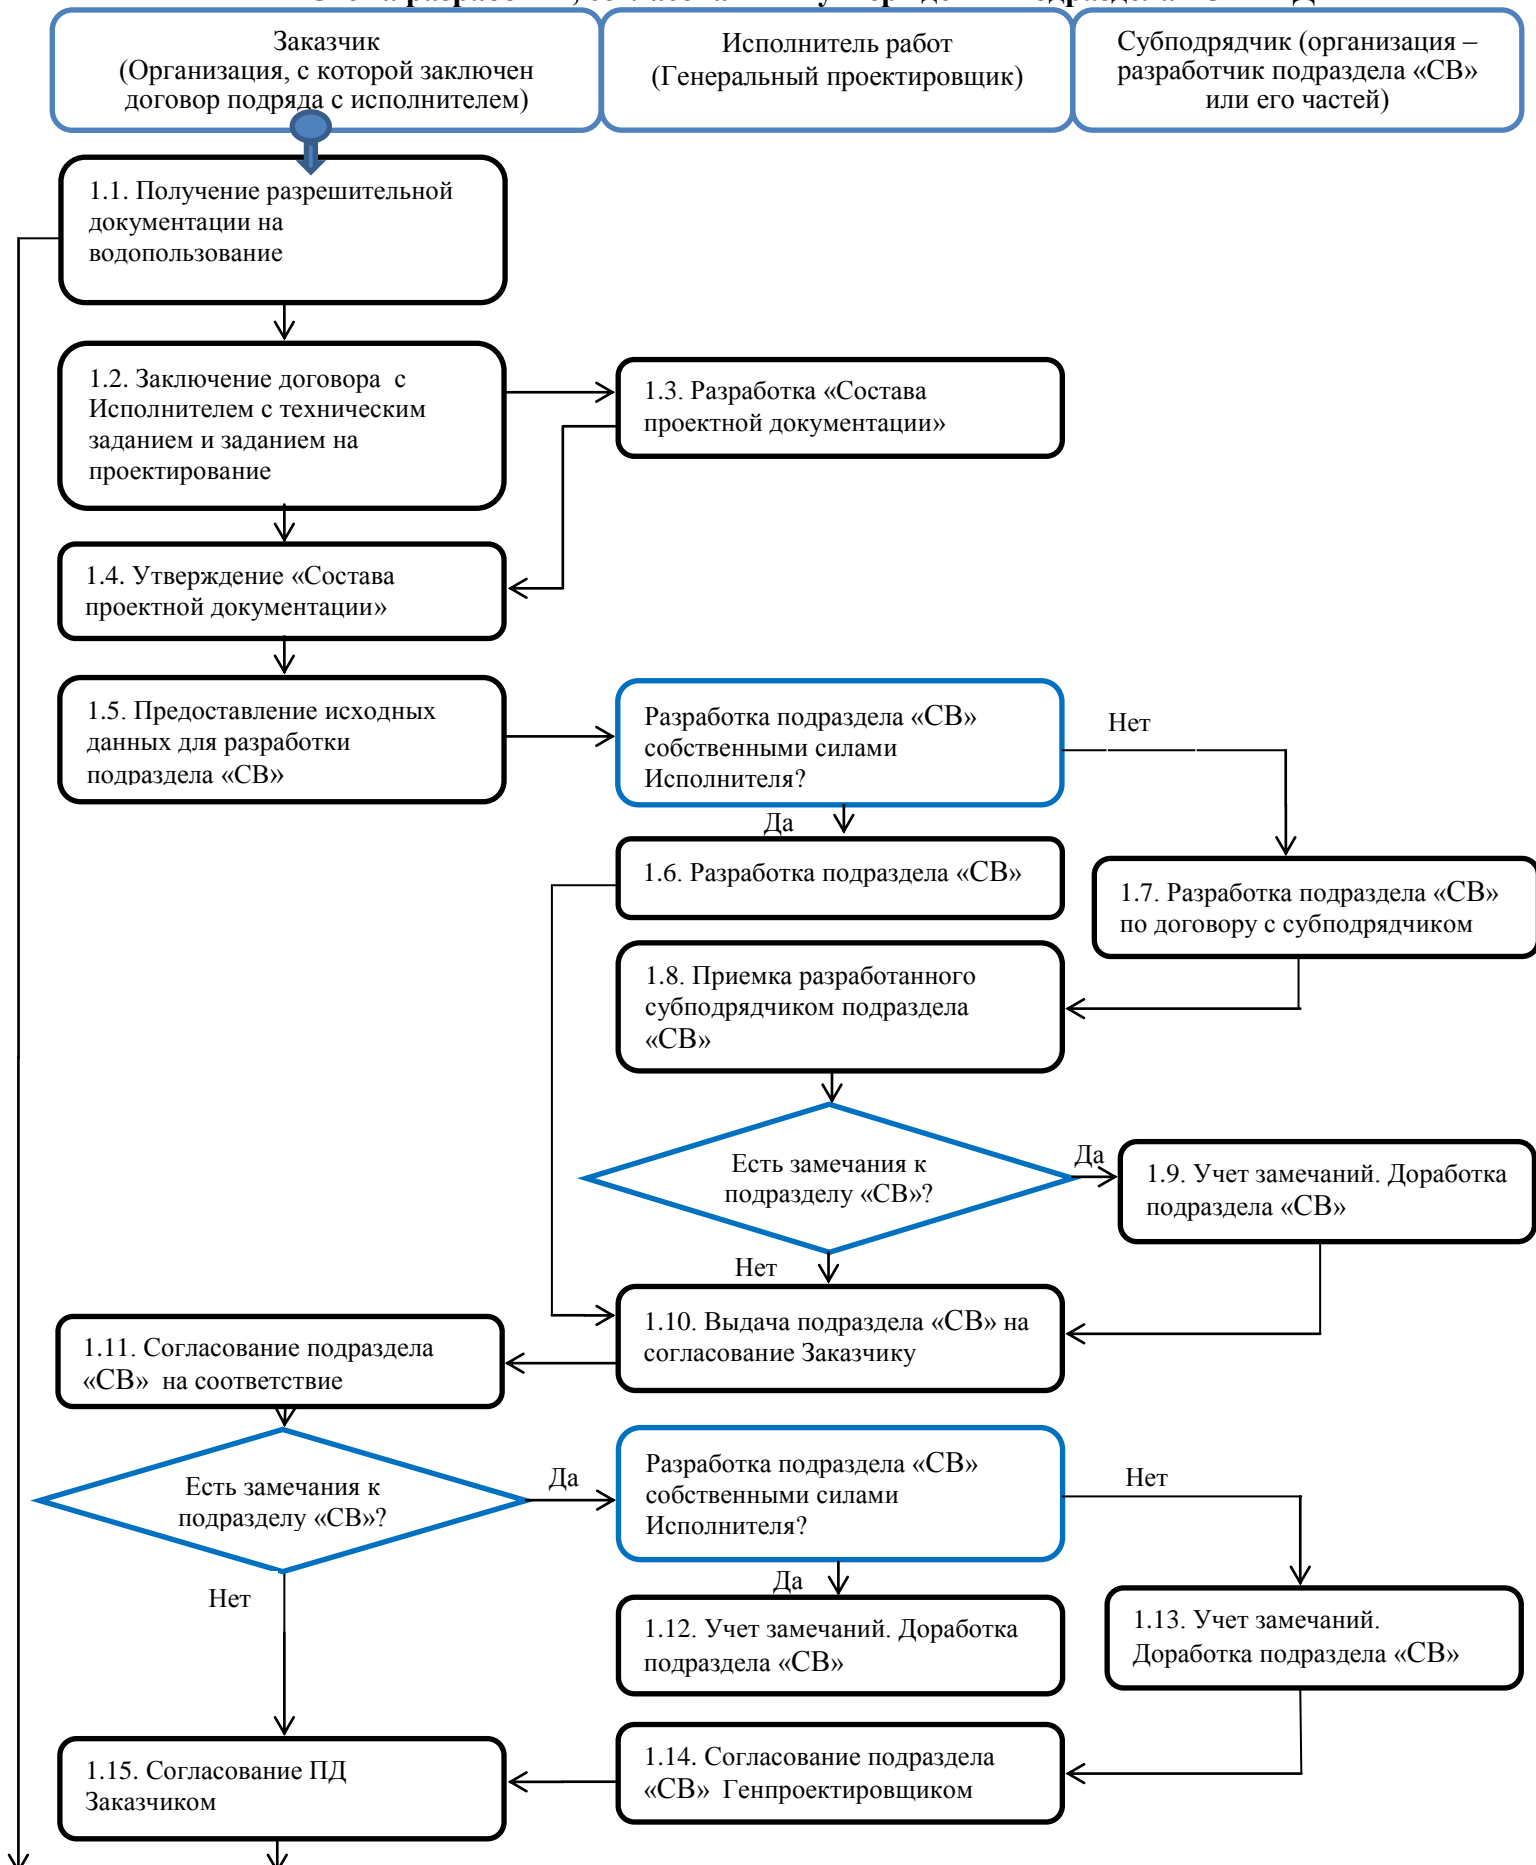 Заказчик
(Организация, с которой заключен
договор подряда с исполнителем)
Исполнитель работ
(Генеральный проектировщик)
Субподрядчик (организация –
разработчик подраздела «СВ»
или его частей)
1.1. Получение разрешительной
документации на
водопользование
1.2. Заключение договора с
Исполнителем с техническим
заданием и заданием на
проектирование
1.3. Разработка «Состава
проектной документации»
1.4. Утверждение «Состава
проектной документации»
1.5. Предоставление исходных
данных для разработки
подраздела «СВ»
Разработка подраздела «СВ»
собственными силами
Исполнителя?
Нет
Да
1.6. Разработка подраздела «СВ»
1.7. Разработка подраздела «СВ»
по договору с субподрядчиком
1.8. Приемка разработанного
субподрядчиком подраздела
«СВ»
Есть замечания к
подразделу «СВ»?
Да
1.9. Учет замечаний. Доработка
подраздела «СВ»
Нет
1.10. Выдача подраздела «СВ» на
согласование Заказчику
1.11. Согласование подраздела
«СВ» на соответствие
Есть замечания к
подразделу «СВ»?
Да
Разработка подраздела «СВ»
собственными силами
Исполнителя?
Нет
Нет
Да
1.12. Учет замечаний. Доработка
подраздела «СВ»
1.13. Учет замечаний.
Доработка подраздела «СВ»
1.14. Согласование подраздела
«СВ» Генпроектировщиком
1.15. Согласование ПД
Заказчиком